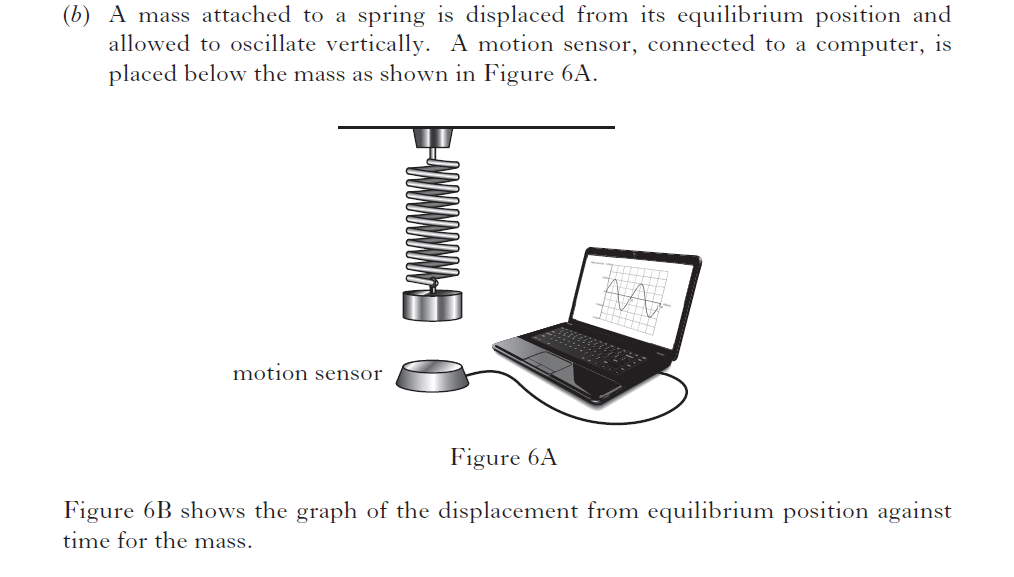 (b) A mass attached to a spring is displaced from its equilibrium position and
allowed to oscillate vertically. A motion sensor, connected to a computer, is
placed below the mass as shown in Figure 6A.
motion sensor
Figure 6A
Figure 6B shows the graph of the displacement from equilibrium position against
time for the mass.